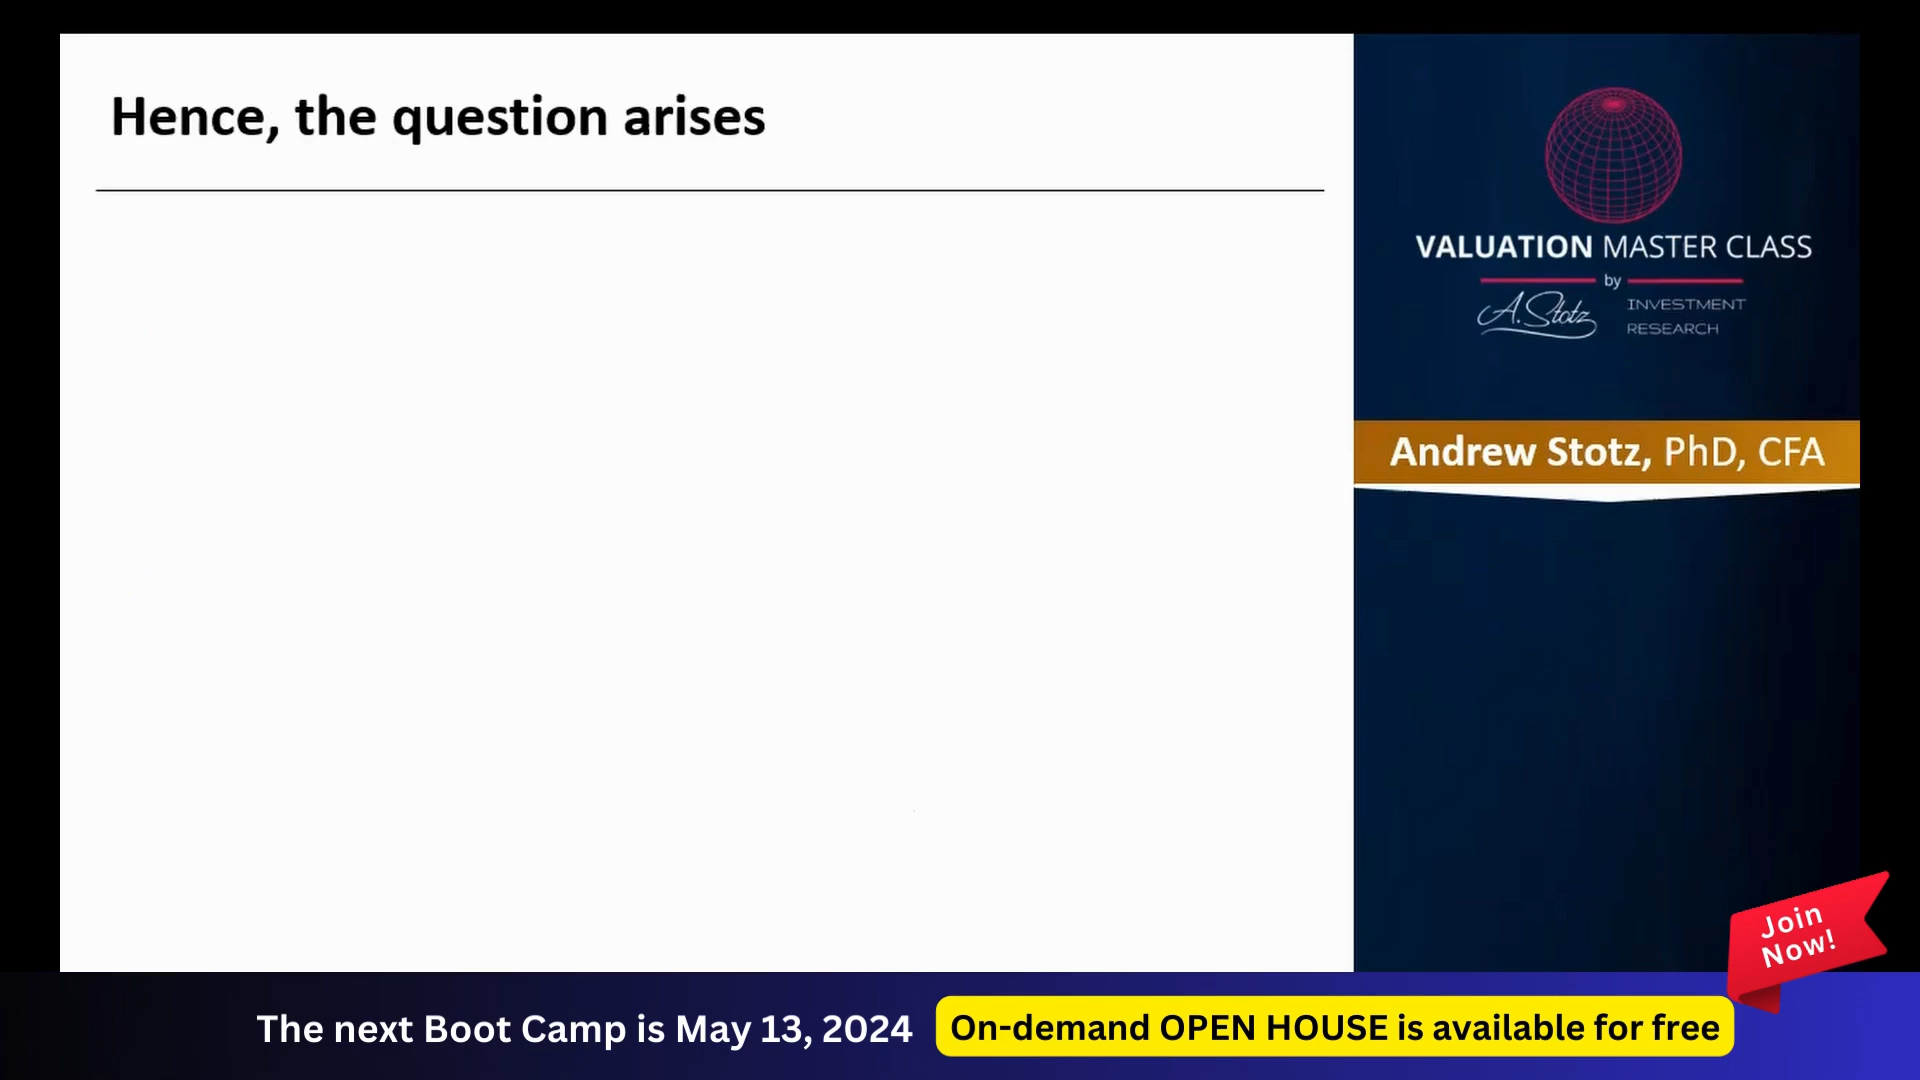 Hence, the question arises
VALUATION MASTER CLASS
by
A.Stotz
INVESTMENT
RESEARCH
Andrew Stotz, PhD, CFA
Join
Now!
The next Boot Camp is May 13, 2024
On-demand OPEN HOUSE is available for free